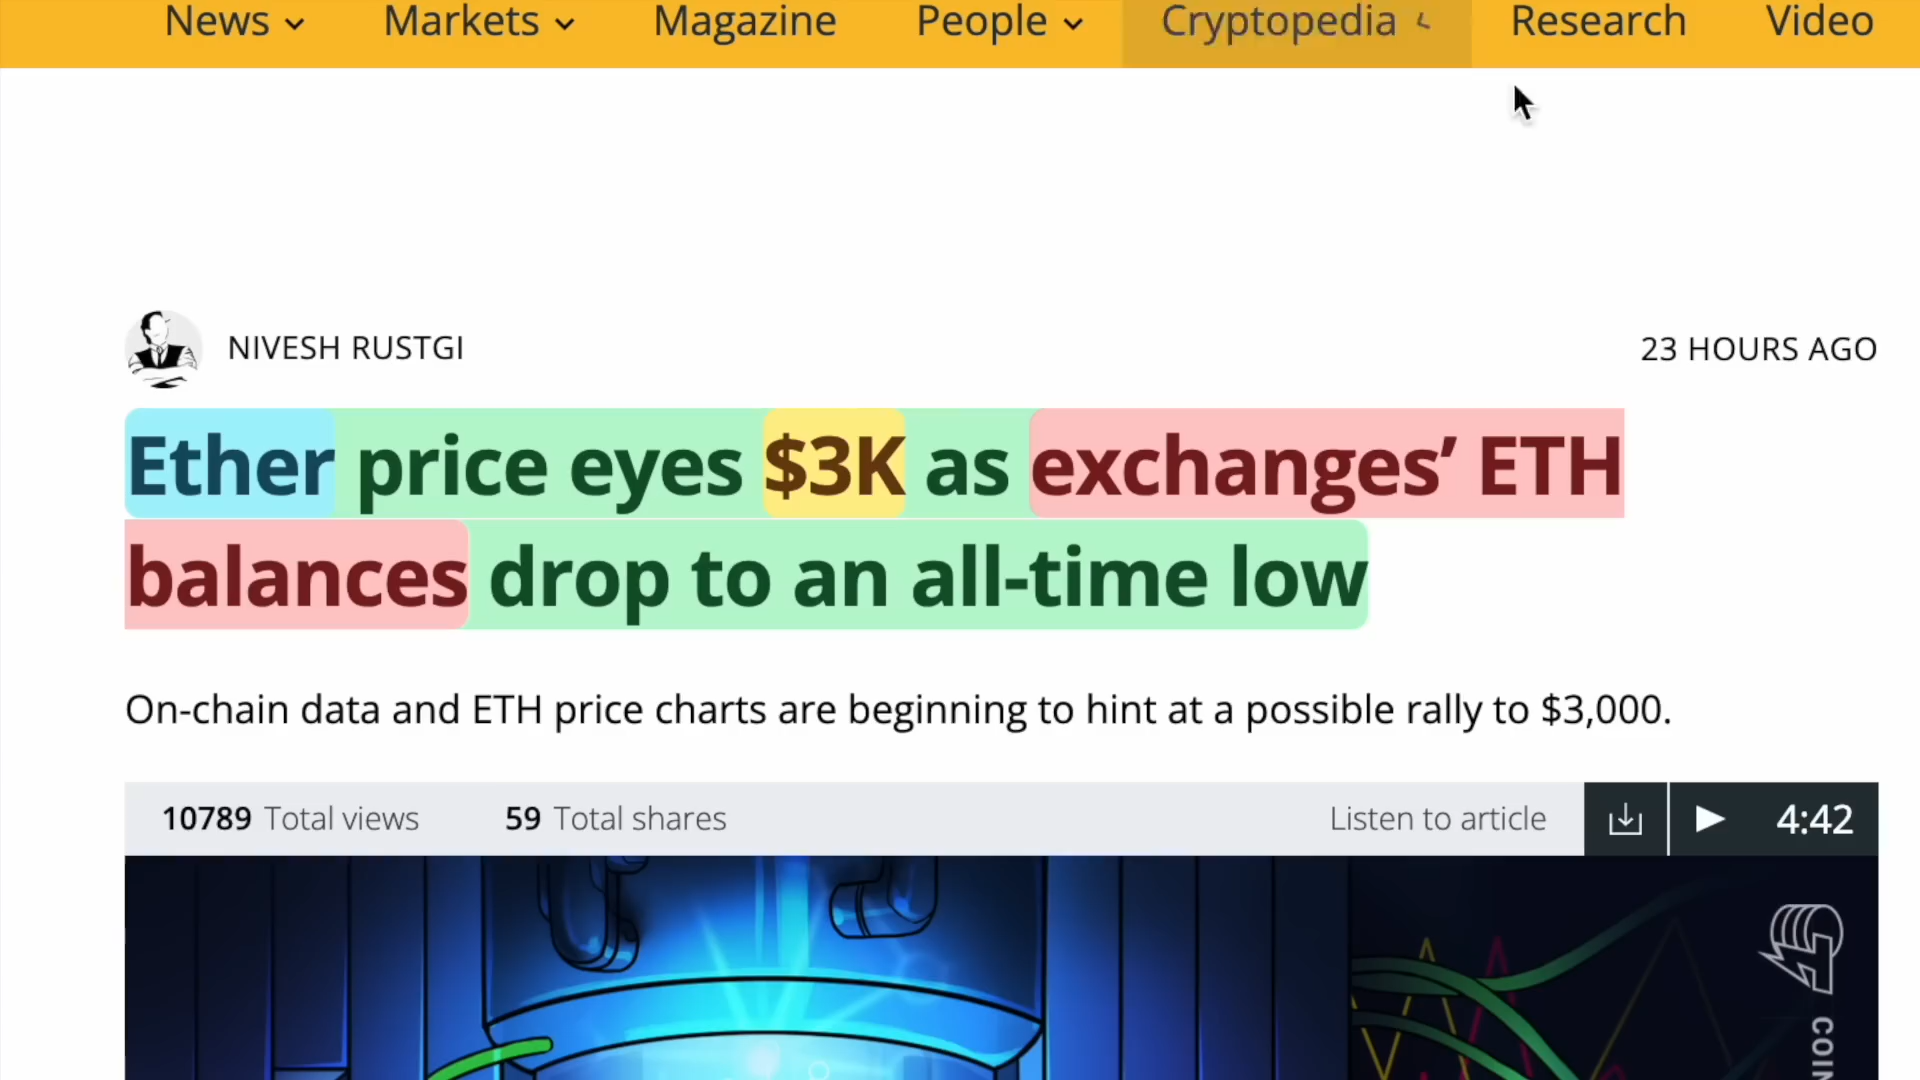 News Markets Magazine People Cryptopedia Research Video
NIVESH RUSTGI
23 HOURS AGO
Ether price eyes $3K as exchanges’ ETH
balances drop to an all-time low
On-chain data and ETH price charts are beginning to hint at a possible rally to $3,000.
10789 Total views 59 Total shares Listen to article 4:42
COIN